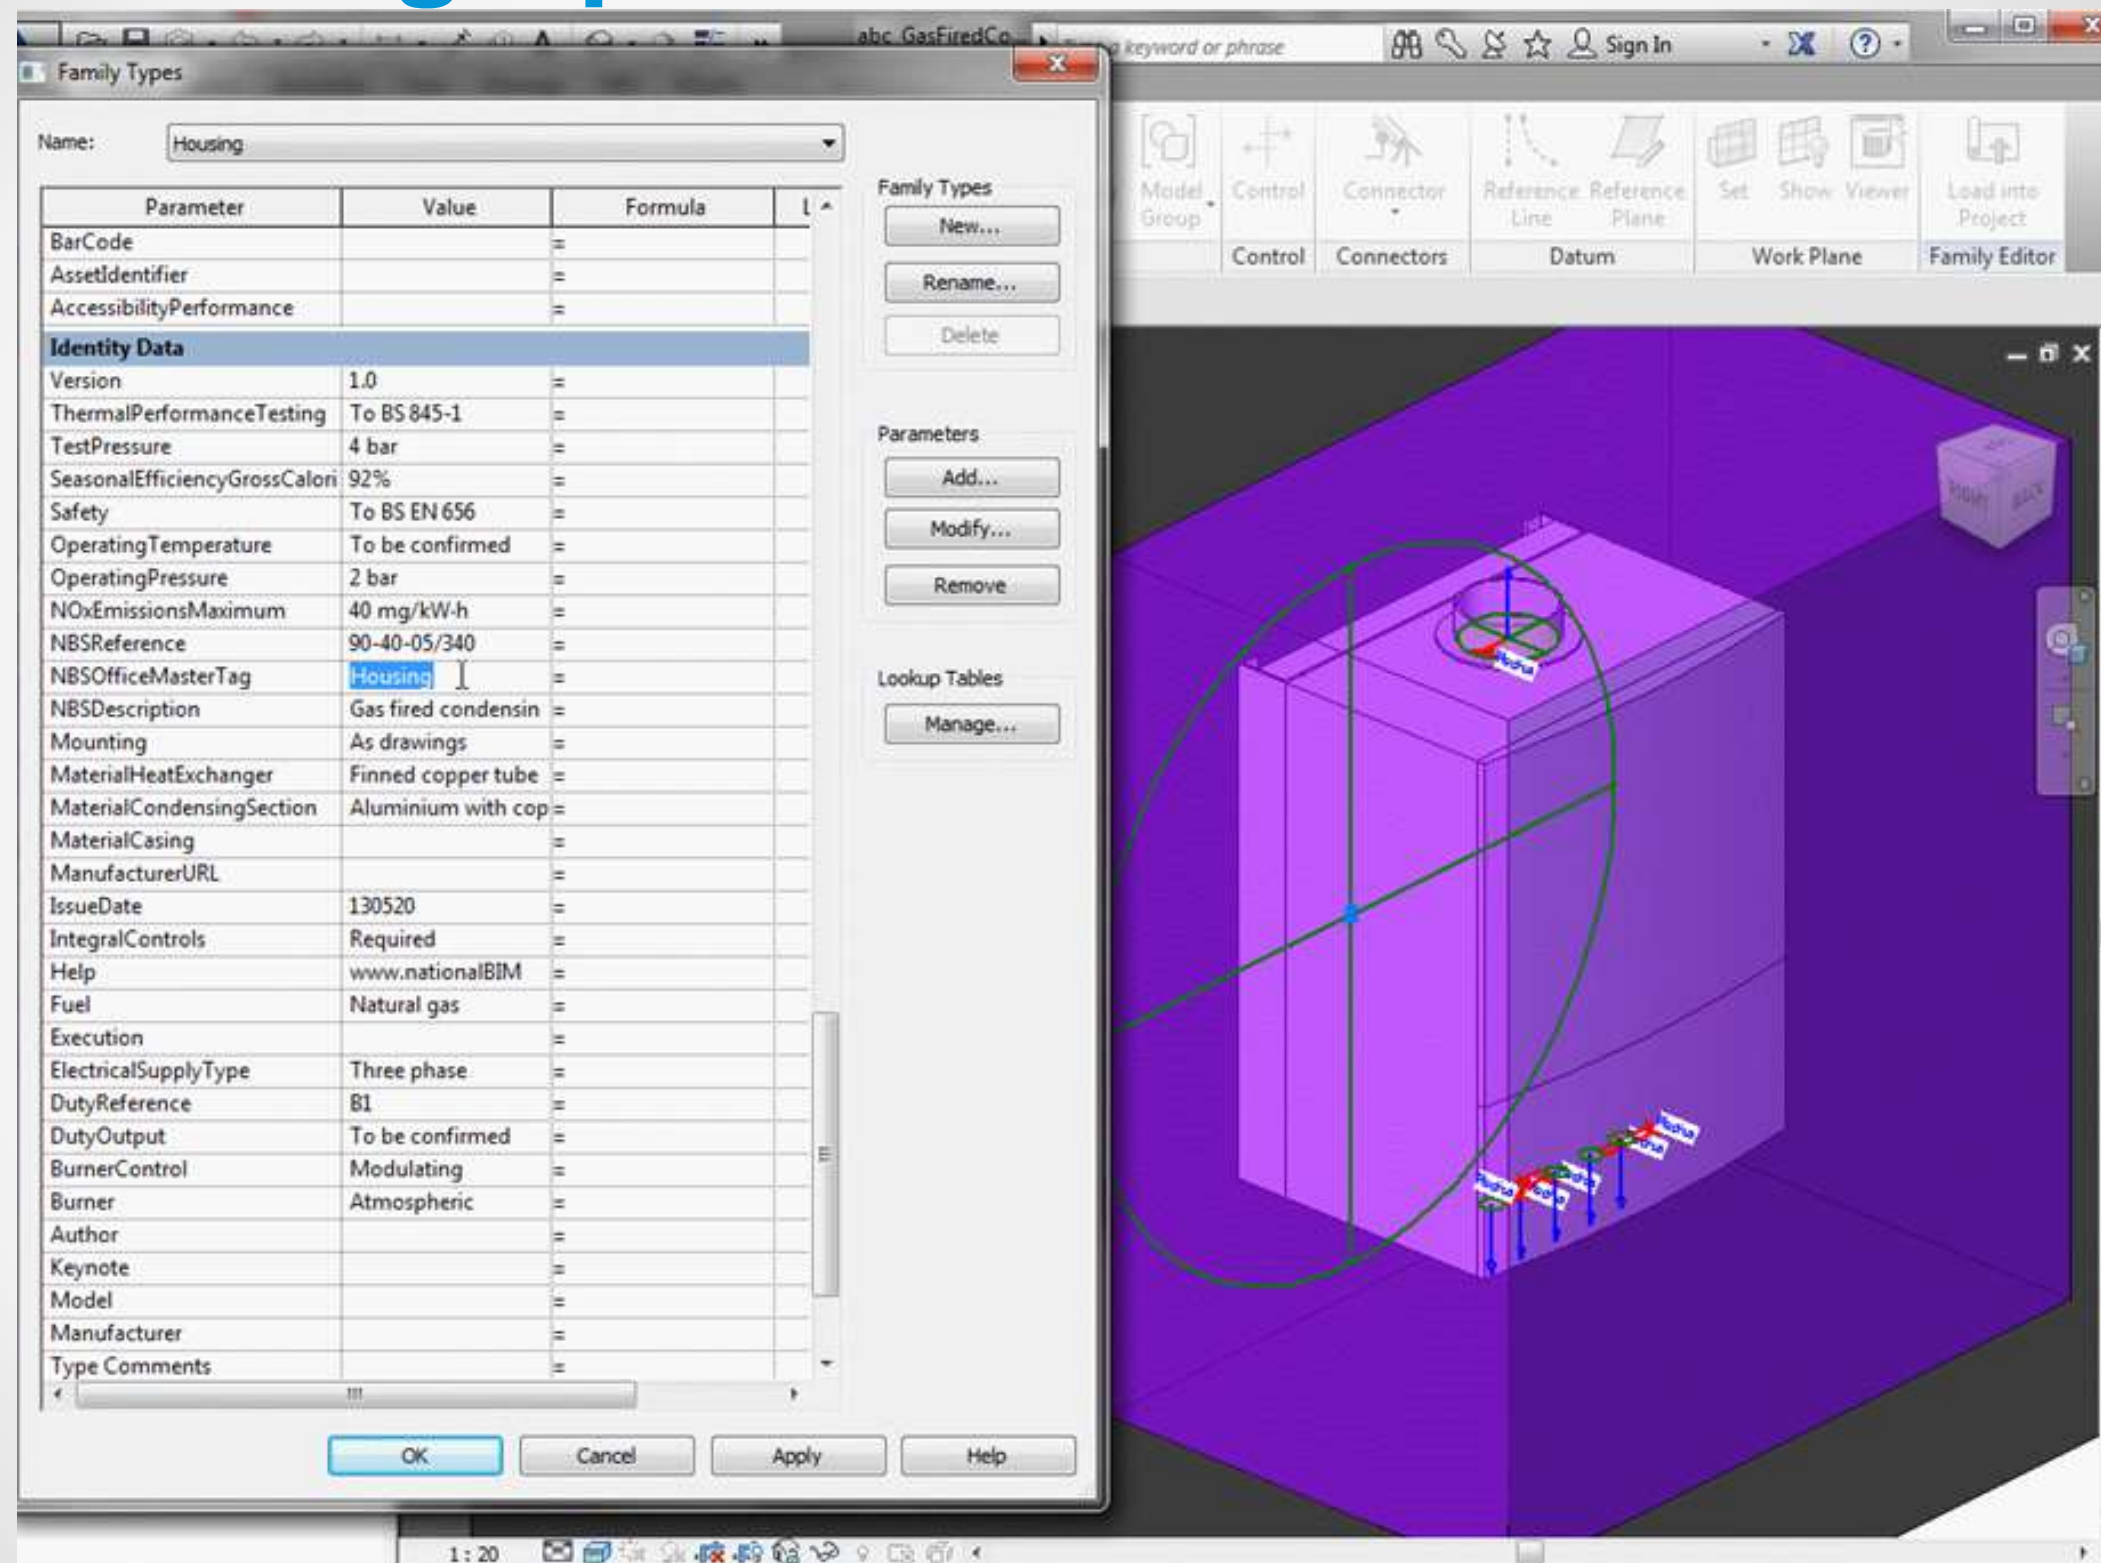 abc_GasFiredCo...
a keyword or phrase
Sign In
Family Types
Name: Housing
Parameter Value Formula L
BarCode =
AssetIdentifier =
AccessibilityPerformance =
Identity Data
Version 1.0 =
ThermalPerformanceTesting To BS 845-1 =
TestPressure 4 bar =
SeasonalEfficiencyGrossCalori 92% =
Safety To BS EN 656 =
OperatingTemperature To be confirmed =
OperatingPressure 2 bar =
NOxEmissionsMaximum 40 mg/kW-h =
NBSReference 90-40-05/340 =
NBSOfficeMasterTag Housing =
NBSDescription Gas fired condensin =
Mounting As drawings =
MaterialHeatExchanger Finned copper tube =
MaterialCondensingSection Aluminium with cop =
MaterialCasing =
ManufacturerURL =
IssueDate 130520 =
IntegralControls Required =
Help www.nationalBIM =
Fuel Natural gas =
Execution =
ElectricalSupplyType Three phase =
DutyReference B1 =
DutyOutput To be confirmed =
BurnerControl Modulating =
Burner Atmospheric =
Author =
Keynote =
Model =
Manufacturer =
Type Comments =
Family Types
New...
Rename...
Delete
Parameters
Add...
Modify...
Remove
Lookup Tables
Manage...
OK Cancel Apply Help
Model Group
Control
Connector
Reference Line
Reference Plane
Set
Show
Viewer
Load into Project
Control Connectors Datum Work Plane Family Editor
RIGHT BACK
1 : 20